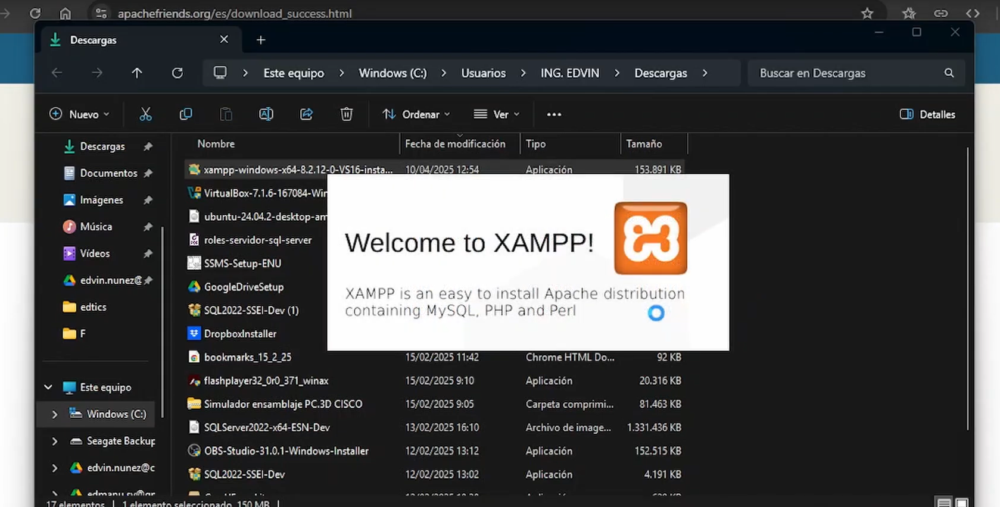 apachefriends.org/es/download_success.html
Descargas
Este equipo > Windows (C:) > Usuarios > ING. EDVIN > Descargas >
Buscar en Descargas
Nuevo
Ordenar
Ver
Detalles
Descargas
Documentos
Imágenes
Música
Vídeos
edvin.nunez@
edtics
F
Este equipo
Windows (C:)
Seagate Backup
edvin.nunez@c
Nombre Fecha de modificación Tipo Tamaño
xampp-windows-x64-8.2.12-0-VS16-insta... 10/04/2025 12:54 Aplicación 153.891 KB
VirtualBox-7.1.6-167084-Win
ubuntu-24.04.2-desktop-am
roles-servidor-sql-server
SSMS-Setup-ENU
GoogleDriveSetup
SQL2022-SSEI-Dev (1)
DropboxInstaller
bookmarks_15_2_25 15/02/2025 11:42 Chrome HTML Do... 92 KB
flashplayer32_0r0_371_winax 15/02/2025 9:10 Aplicación 20.316 KB
Simulador ensamblaje PC.3D CISCO 15/02/2025 9:05 Carpeta comprimi... 81.463 KB
SQLServer2022-x64-ESN-Dev 13/02/2025 16:10 Archivo de image... 1.331.436 KB
OBS-Studio-31.0.1-Windows-Installer 12/02/2025 13:12 Aplicación 152.515 KB
SQL2022-SSEI-Dev 12/02/2025 13:02 Aplicación 4.191 KB
Welcome to XAMPP!
XAMPP is an easy to install Apache distribution
containing MySQL, PHP and Perl
17 elementos | 1 elemento seleccionado 150 MB |